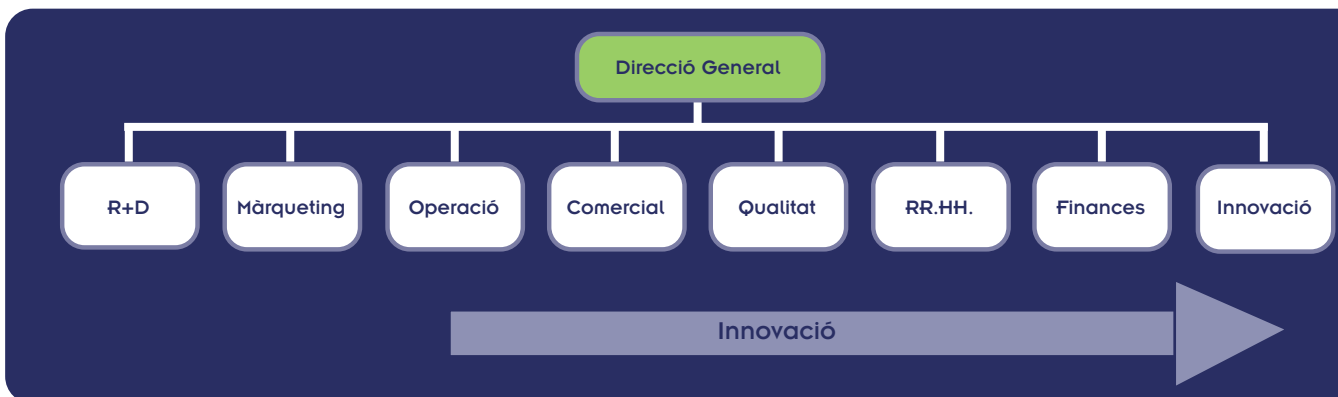 Direcció General
R+D
Màrqueting
Operació
Comercial
Qualitat
RR.HH.
Finances
Innovació
Innovació